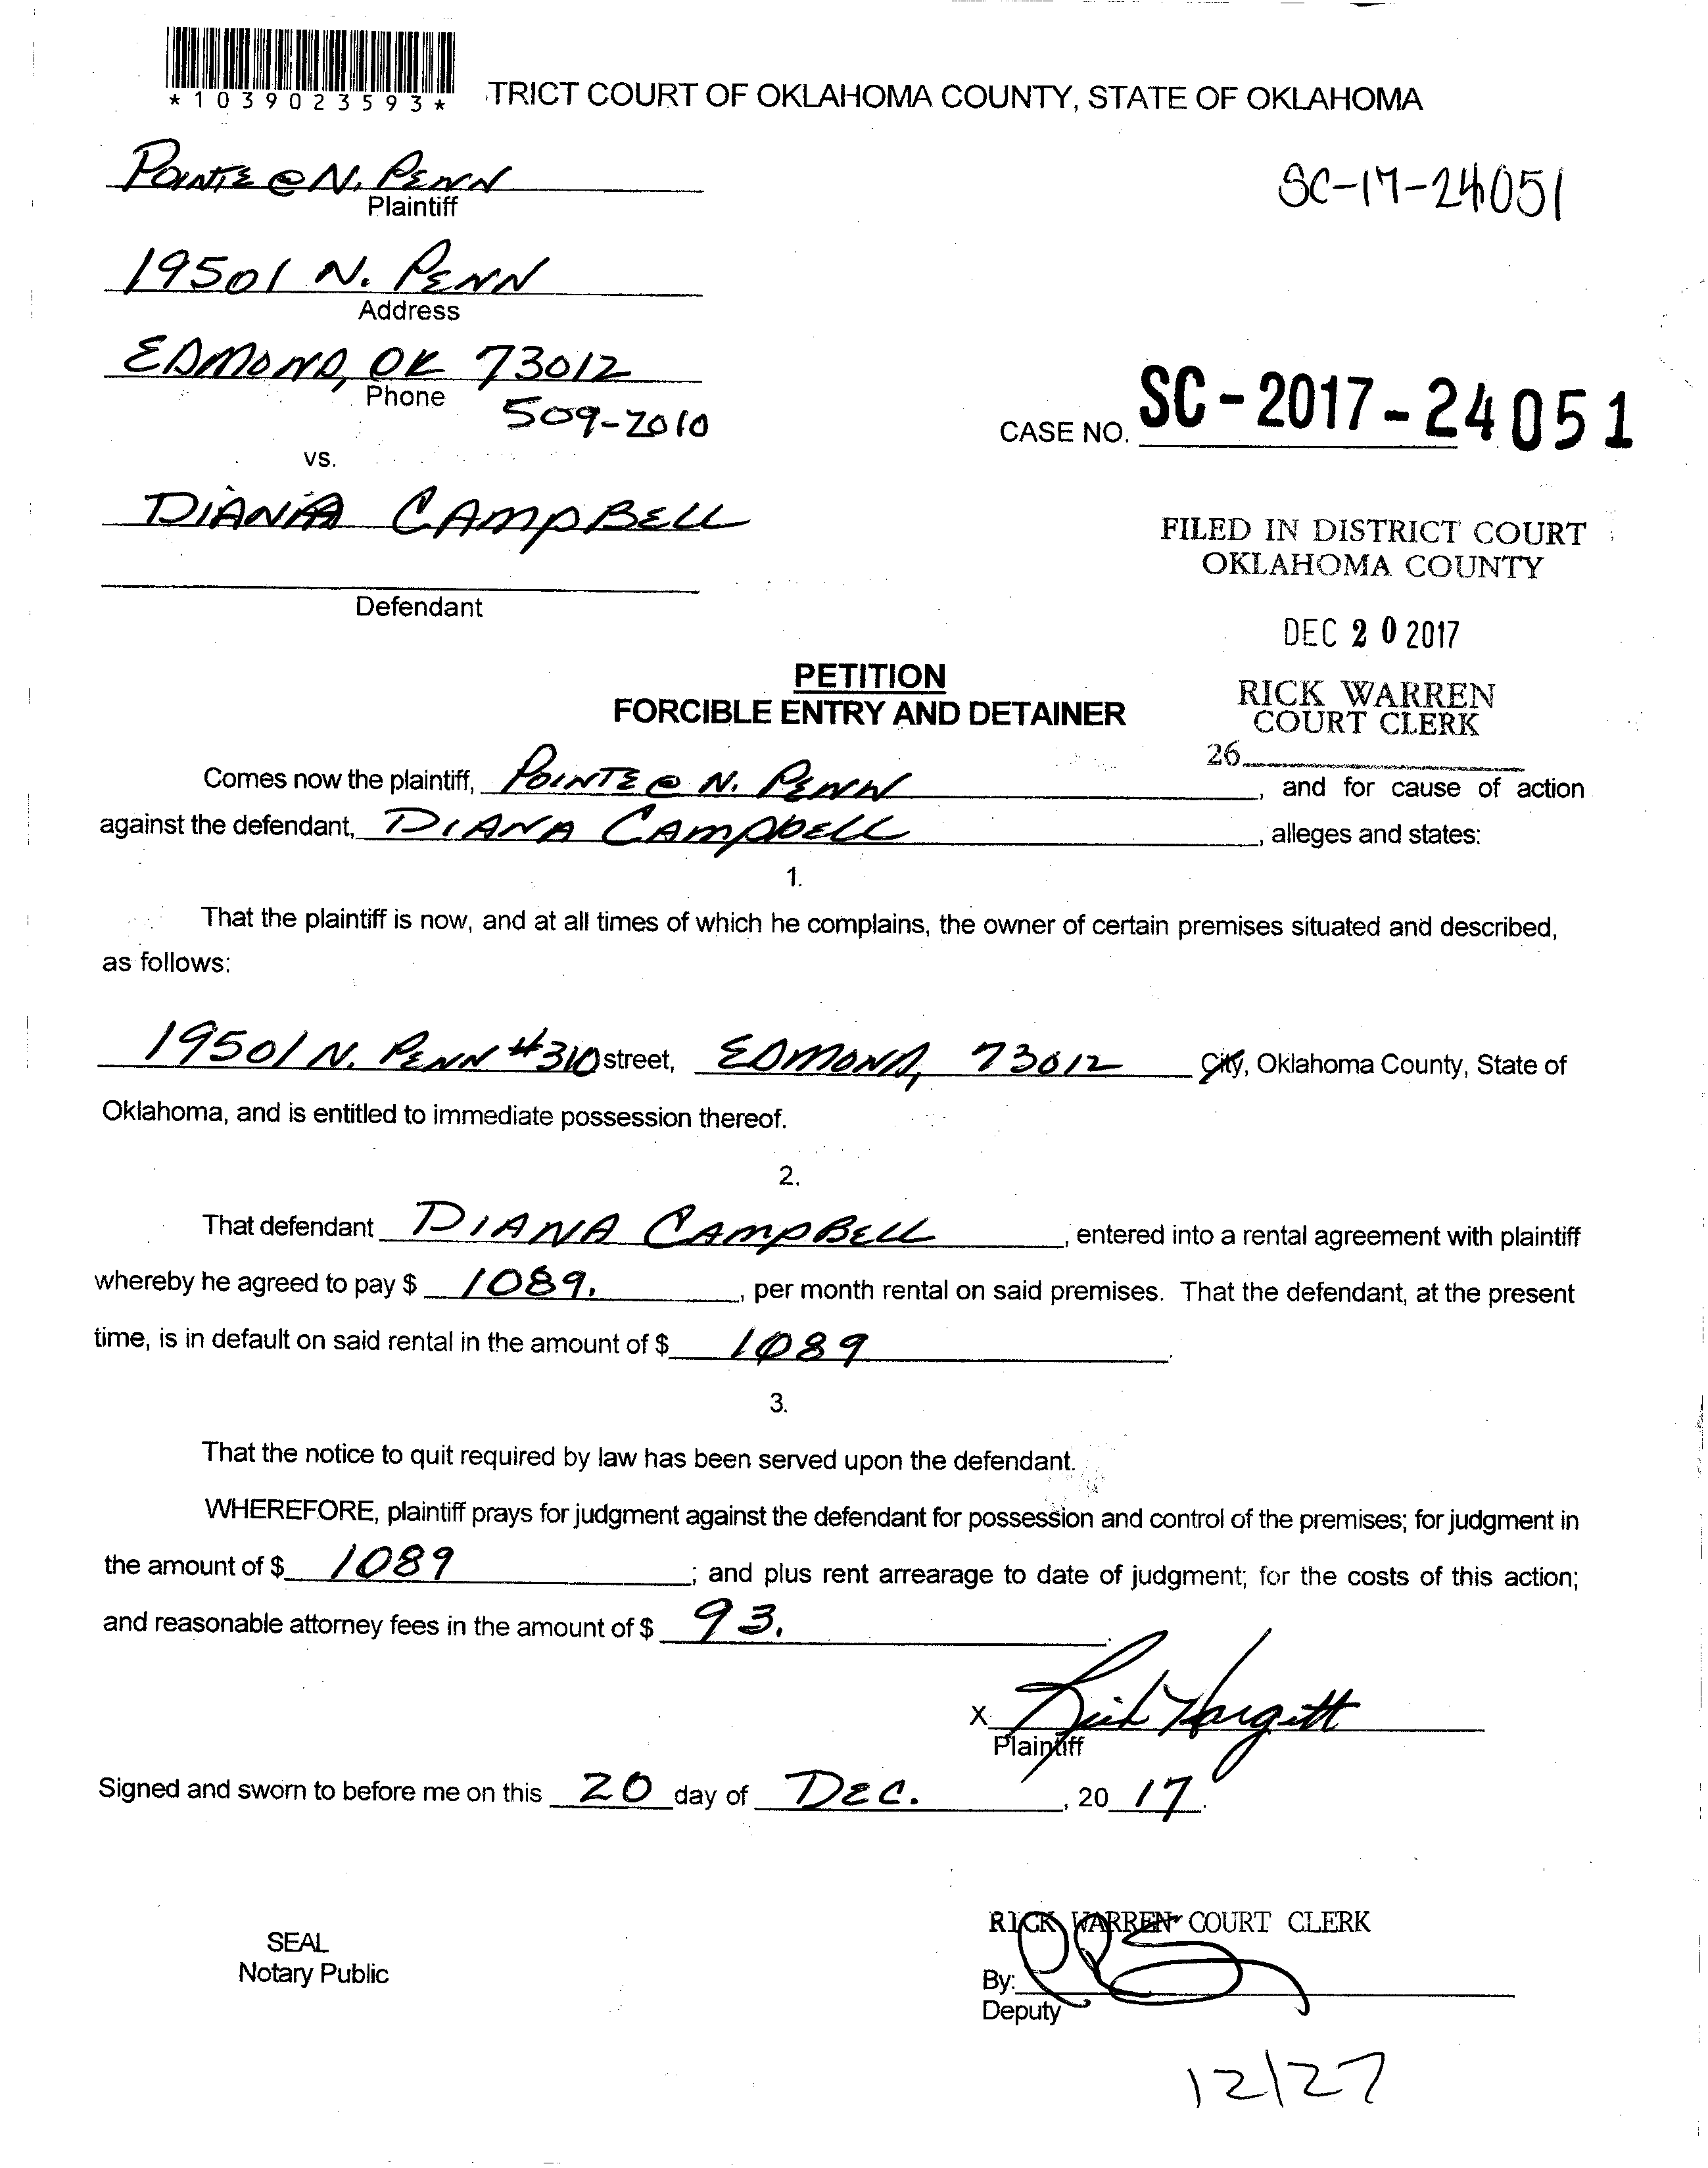 *1039023593*
TRICT COURT OF OKLAHOMA COUNTY, STATE OF OKLAHOMA
POINTE @ N. PENN
Plaintiff
SC-17-24051
19501 N. PENN
Address
EDMOND, OK 73012
Phone
509-2010
CASE NO. SC-2017-24051
vs.
DIANA CAMPBELL
Defendant
FILED IN DISTRICT COURT
OKLAHOMA COUNTY
DEC 20 2017
RICK WARREN
COURT CLERK
26
PETITION
FORCIBLE ENTRY AND DETAINER
Comes now the plaintiff, POINTE @ N. PENN, and for cause of action
against the defendant, DIANA CAMPBELL, alleges and states:
1.
That the plaintiff is now, and at all times of which he complains, the owner of certain premises situated and described,
as follows:
19501 N. PENN #310 street, EDMOND, 73012 City, Oklahoma County, State of
Oklahoma, and is entitled to immediate possession thereof.
2.
That defendant DIANA CAMPBELL, entered into a rental agreement with plaintiff
whereby he agreed to pay $ 1089., per month rental on said premises. That the defendant, at the present
time, is in default on said rental in the amount of $ 1089.
3.
That the notice to quit required by law has been served upon the defendant.
WHEREFORE, plaintiff prays for judgment against the defendant for possession and control of the premises; for judgment in
the amount of $ 1089; and plus rent arrearage to date of judgment; for the costs of this action;
and reasonable attorney fees in the amount of $ 93.
X Rick Hargett
Plaintiff
Signed and sworn to before me on this 20 day of DEC., 20 17.
SEAL
Notary Public
RICK WARREN COURT CLERK
By:
Deputy
12/27